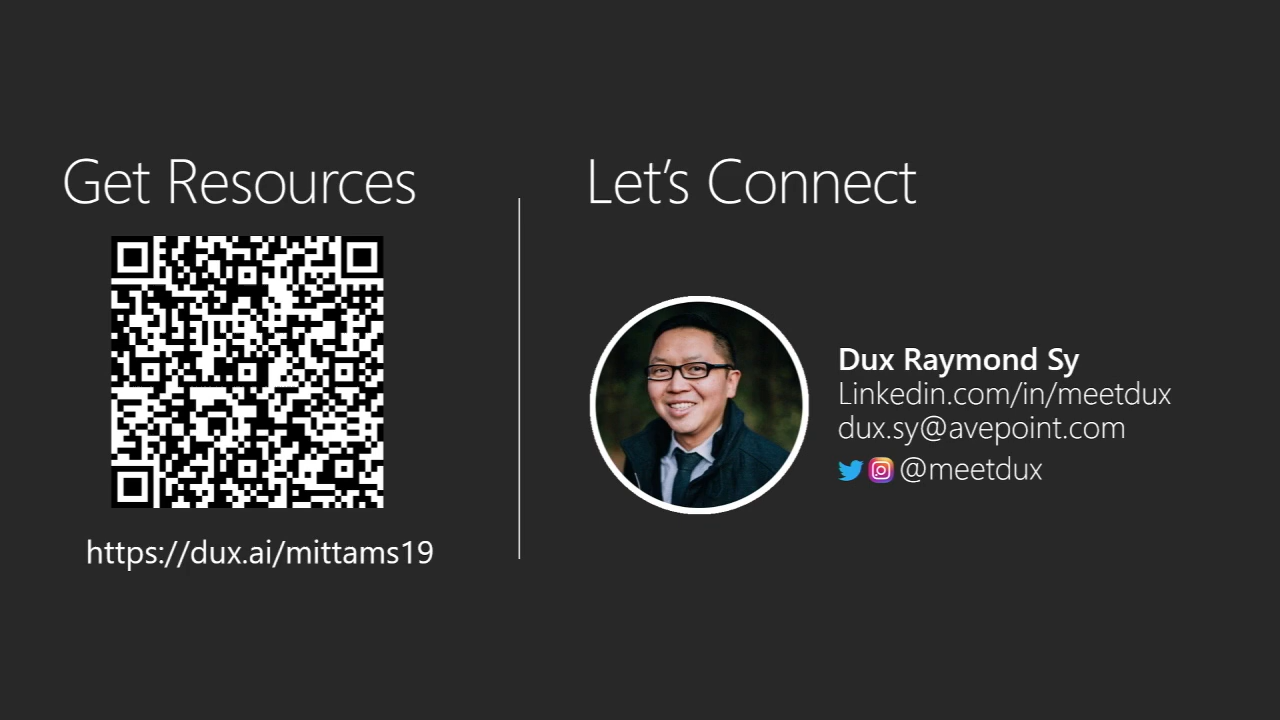 Get Resources
https://dux.ai/mittams19
Let's Connect
Dux Raymond Sy
Linkedin.com/in/meetdux
dux.sy@avepoint.com
@meetdux